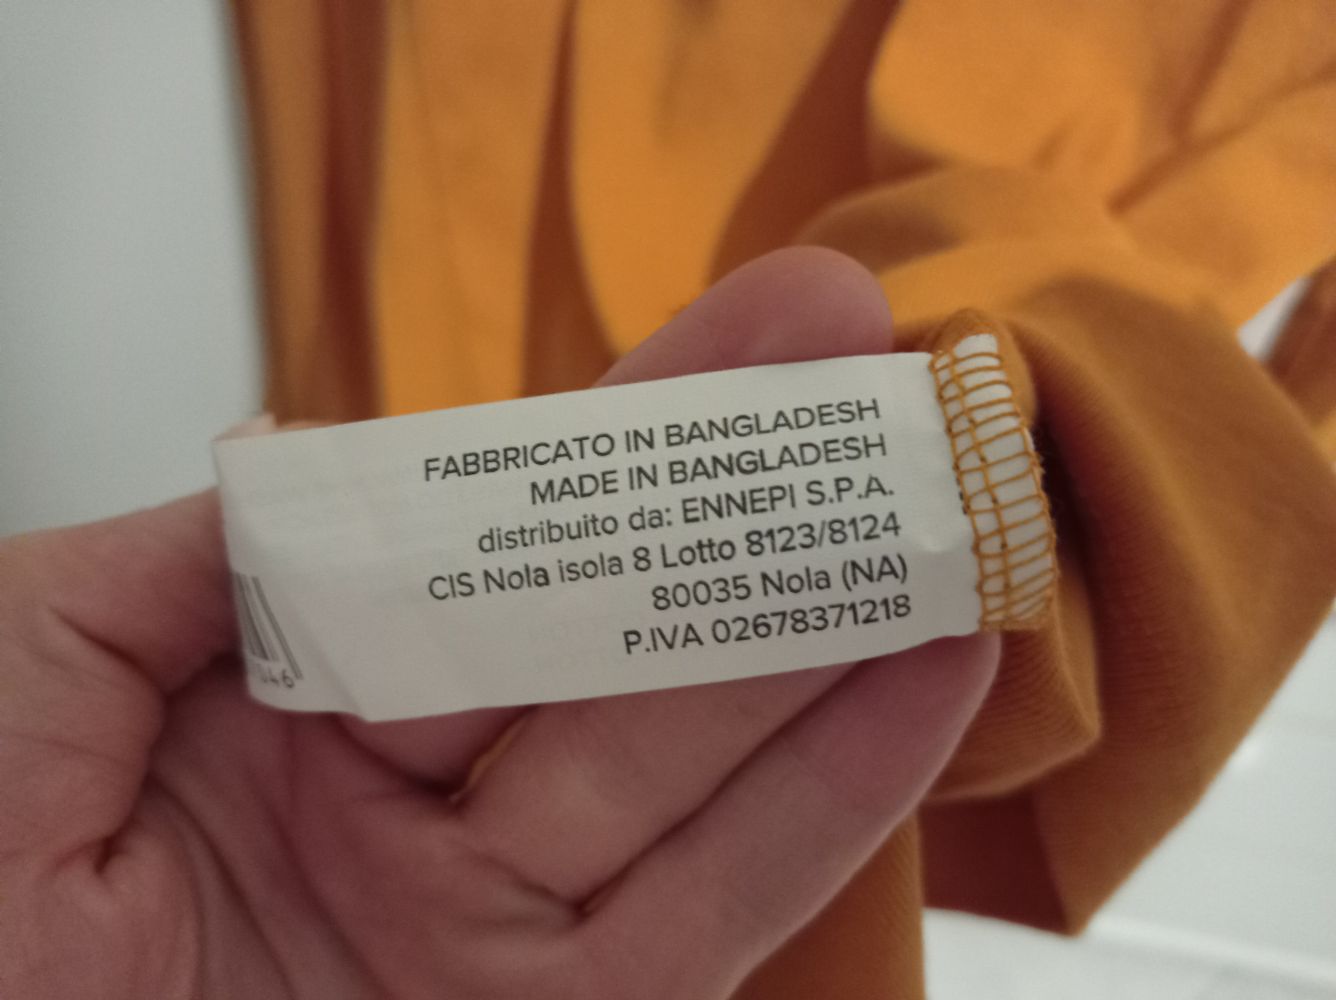 FABBRICATO IN BANGLADESH
MADE IN BANGLADESH
distribuito da: ENNEPI S.P.A.
CIS Nola isola 8 Lotto 8123/8124
80035 Nola (NA)
P.IVA 02678371218